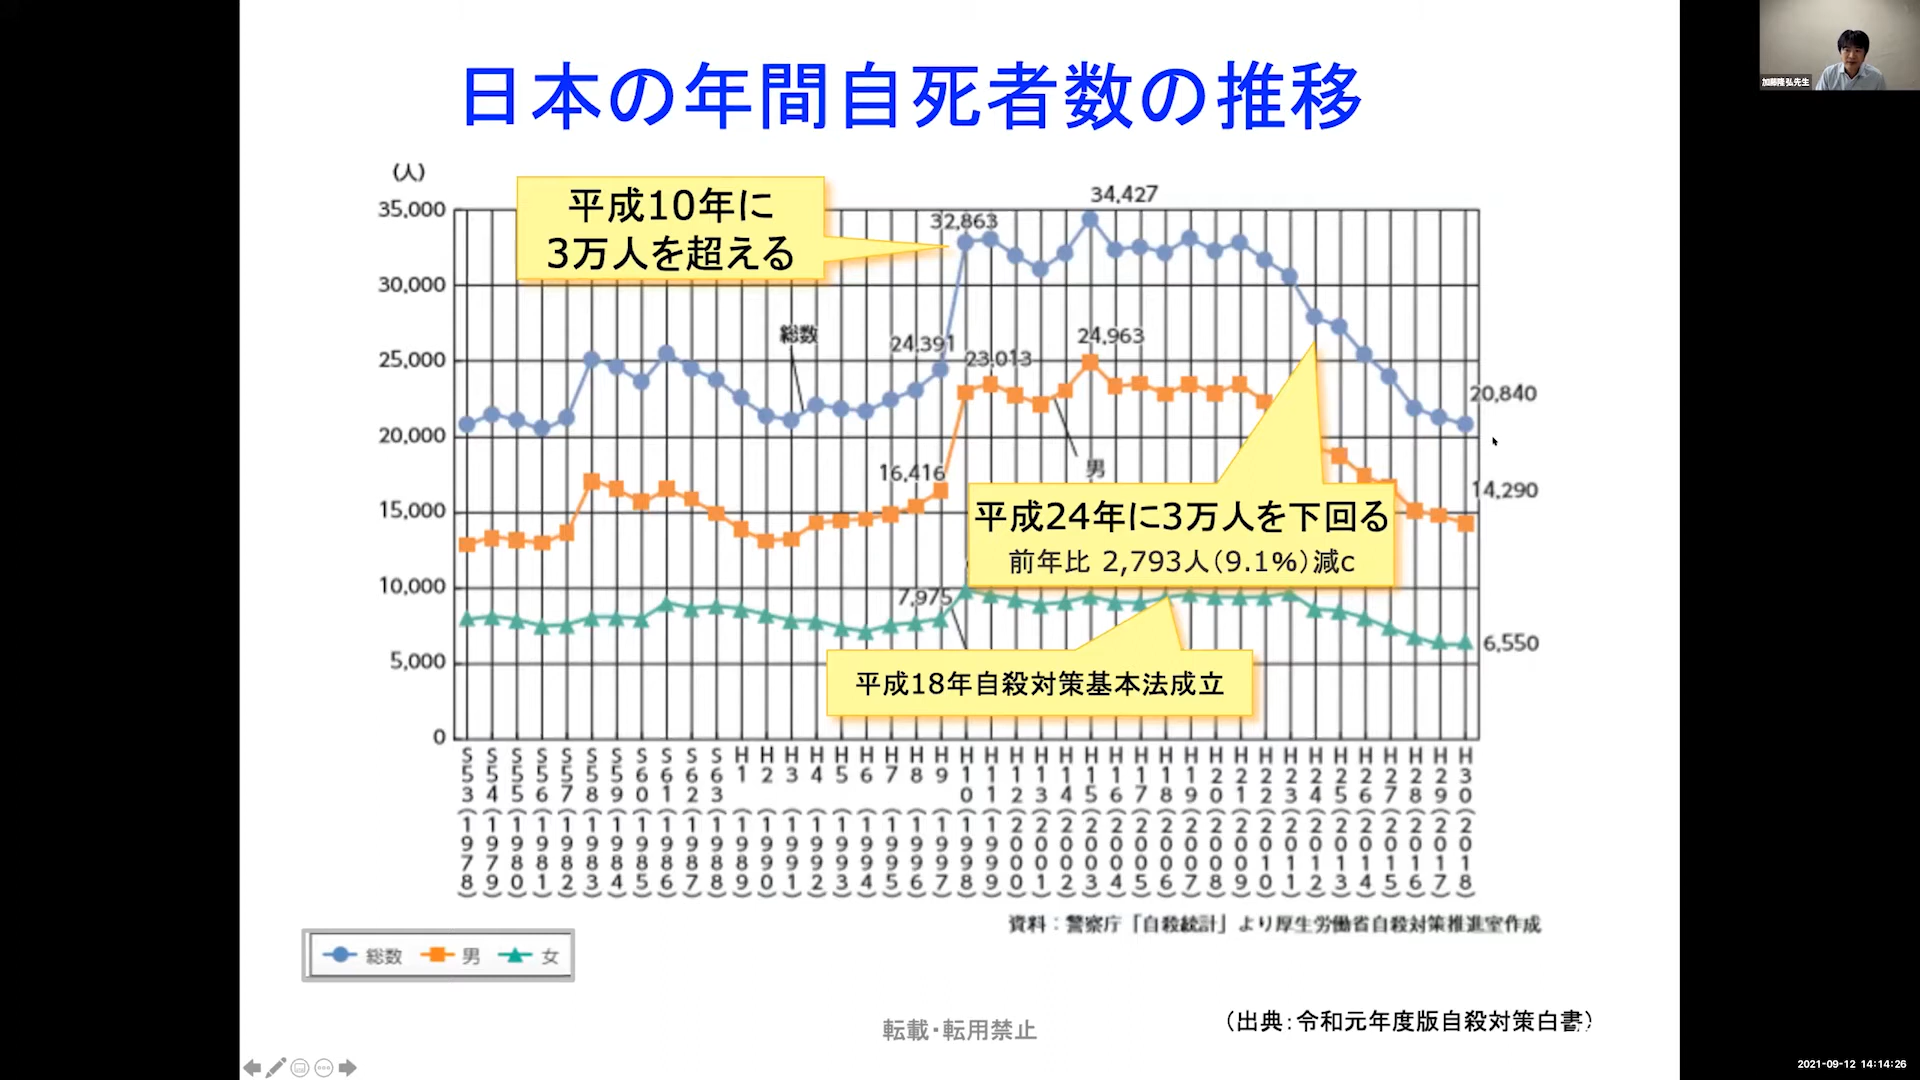 日本の年間自死者数の推移
加藤隆弘先生
(人)
平成10年に
3万人を超える
34,427
32,863
35,000
30,000
25,000
20,000
15,000
10,000
5,000
0
総数
24,391
23,013
24,963
20,840
16,416
男
14,290
平成24年に3万人を下回る
前年比 2,793人(9.1%)減c
7,975
6,550
平成18年自殺対策基本法成立
S53(1978)
S54(1979)
S55(1980)
S56(1981)
S57(1982)
S58(1983)
S59(1984)
S60(1985)
S61(1986)
S62(1987)
S63(1988)
H1(1989)
H2(1990)
H3(1991)
H4(1992)
H5(1993)
H6(1994)
H7(1995)
H8(1996)
H9(1997)
H10(1998)
H11(1999)
H12(2000)
H13(2001)
H14(2002)
H15(2003)
H16(2004)
H17(2005)
H18(2006)
H19(2007)
H20(2008)
H21(2009)
H22(2010)
H23(2011)
H24(2012)
H25(2013)
H26(2014)
H27(2015)
H28(2016)
H29(2017)
H30(2018)
資料:警察庁「自殺統計」より厚生労働省自殺対策推進室作成
総数 男 女
(出典:令和元年度版自殺対策白書)
転載・転用禁止
2021-09-12 14:14:26